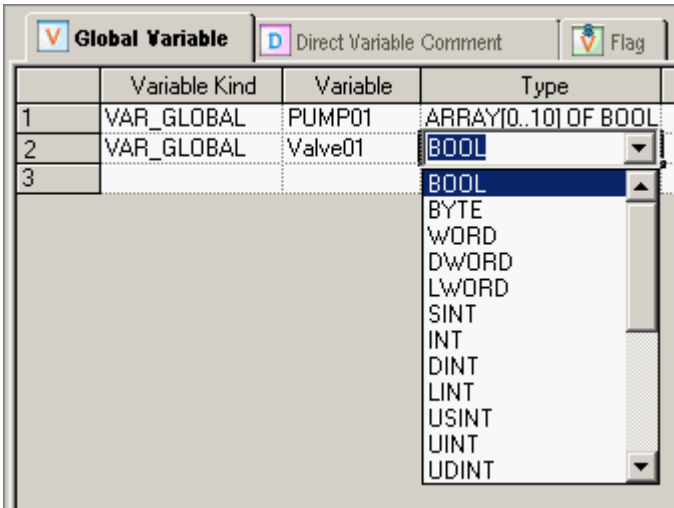 V Global Variable D Direct Variable Comment V Flag
Variable Kind Variable Type
1 VAR_GLOBAL PUMP01 ARRAY[0..10] OF BOOL
2 VAR_GLOBAL Valve01 BOOL
3
BOOL
BYTE
WORD
DWORD
LWORD
SINT
INT
DINT
LINT
USINT
UINT
UDINT